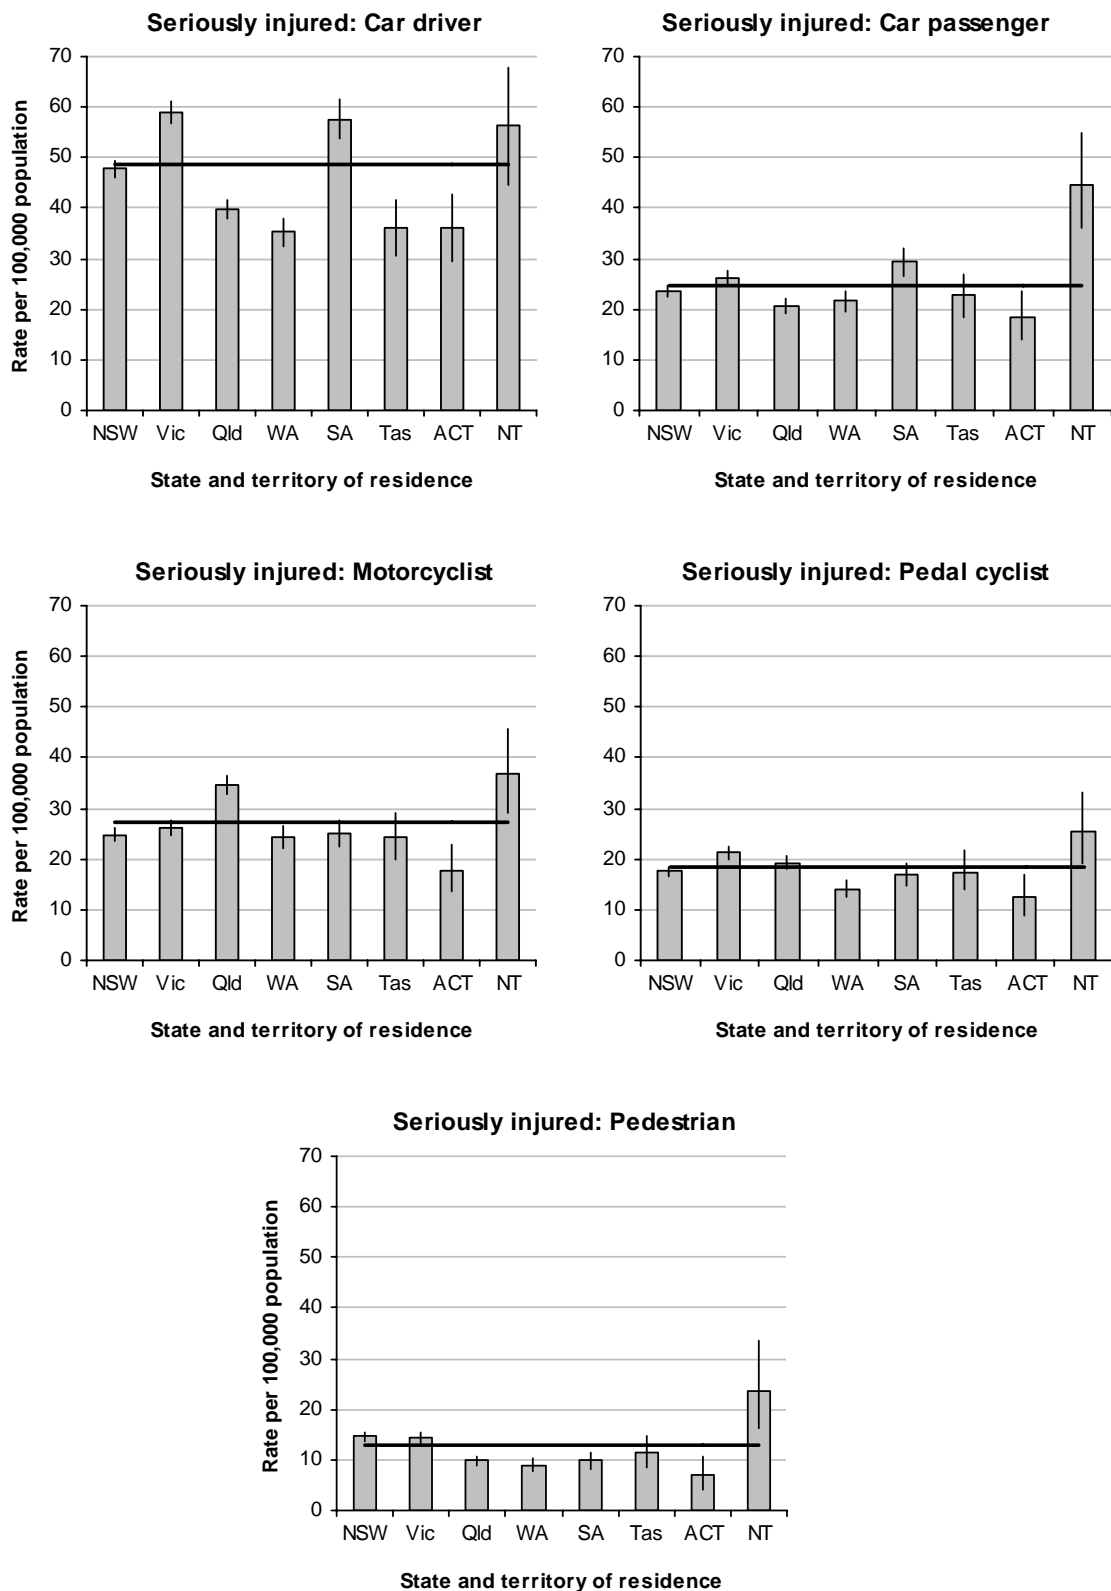 Seriously injured: Car driver
Rate per 100,000 population
70
60
50
40
30
20
10
0
NSW Vic Qld WA SA Tas ACT NT
State and territory of residence
Seriously injured: Car passenger
70
60
50
40
30
20
10
0
NSW Vic Qld WA SA Tas ACT NT
State and territory of residence
Seriously injured: Motorcyclist
Rate per 100,000 population
70
60
50
40
30
20
10
0
NSW Vic Qld WA SA Tas ACT NT
State and territory of residence
Seriously injured: Pedal cyclist
70
60
50
40
30
20
10
0
NSW Vic Qld WA SA Tas ACT NT
State and territory of residence
Seriously injured: Pedestrian
Rate per 100,000 population
70
60
50
40
30
20
10
0
NSW Vic Qld WA SA Tas ACT NT
State and territory of residence